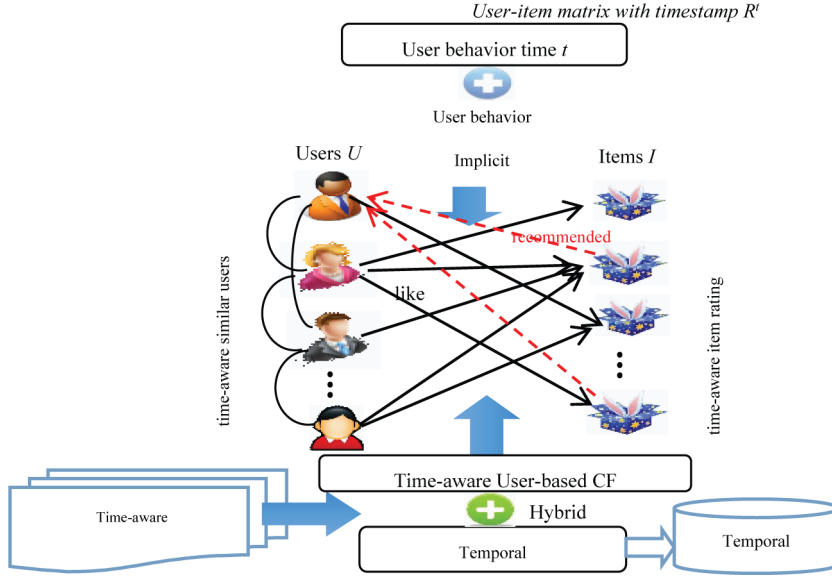 User-item matrix with timestamp Rᵗ
User behavior time t
User behavior
Users U
Implicit
Items I
recommended
like
time-aware similar users
time-aware item rating
Time-aware User-based CF
Time-aware
Hybrid
Temporal
Temporal